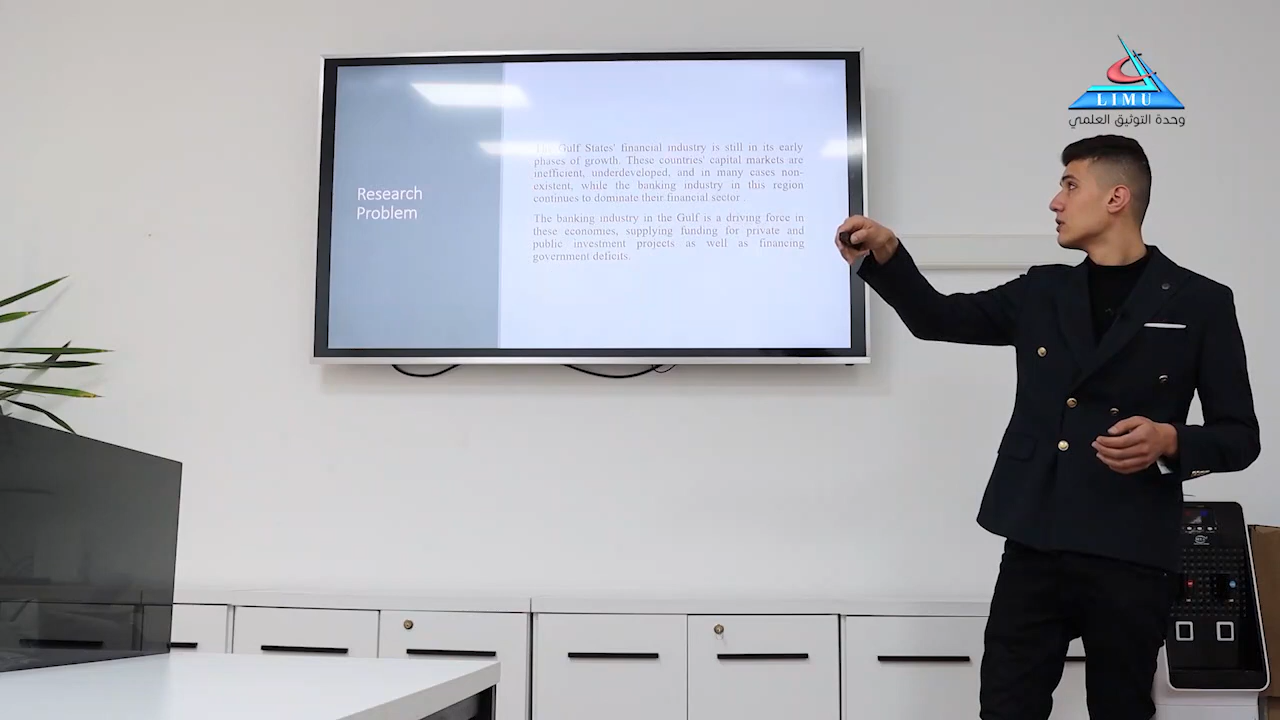 LIMU
وحدة التوثيق العلمي
Research
Problem
The Gulf States' financial industry is still in its early
phases of growth. These countries' capital markets are
inefficient, underdeveloped, and in many cases non-
existent, while the banking industry in this region
continues to dominate their financial sector .
The banking industry in the Gulf is a driving force in
these economies, supplying funding for private and
public investment projects as well as financing
government deficits.